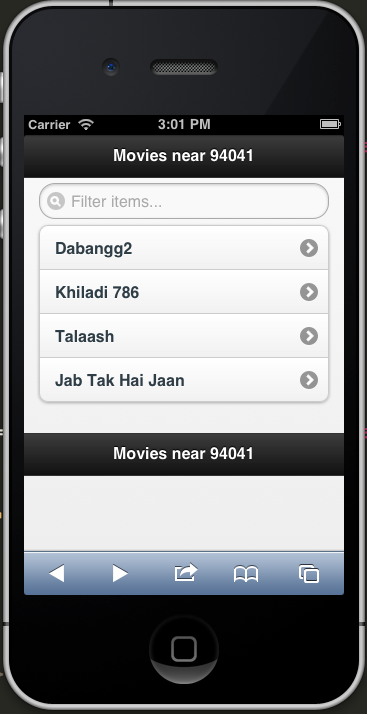 Carrier 3:01 PM
Movies near 94041
Filter items...
Dabangg2
Khiladi 786
Talaash
Jab Tak Hai Jaan
Movies near 94041